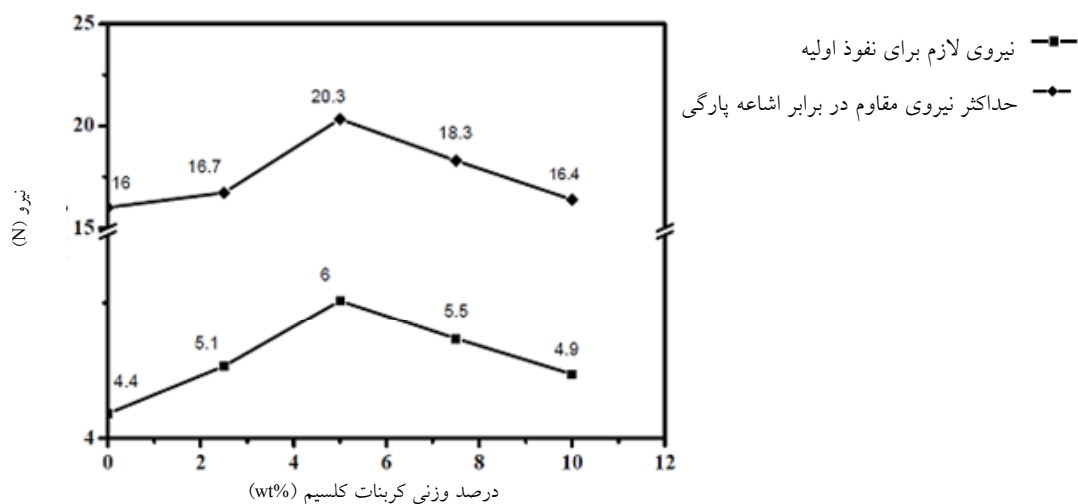 نیروی لازم برای نفوذ اولیه
حداکثر نیروی مقاوم در برابر اشاعه پارگی
25
20
15
4
نیرو (N)
16
16.7
20.3
18.3
16.4
4.4
5.1
6
5.5
4.9
0 2 4 6 8 10 12
درصد وزنی کربنات کلسیم (wt%)